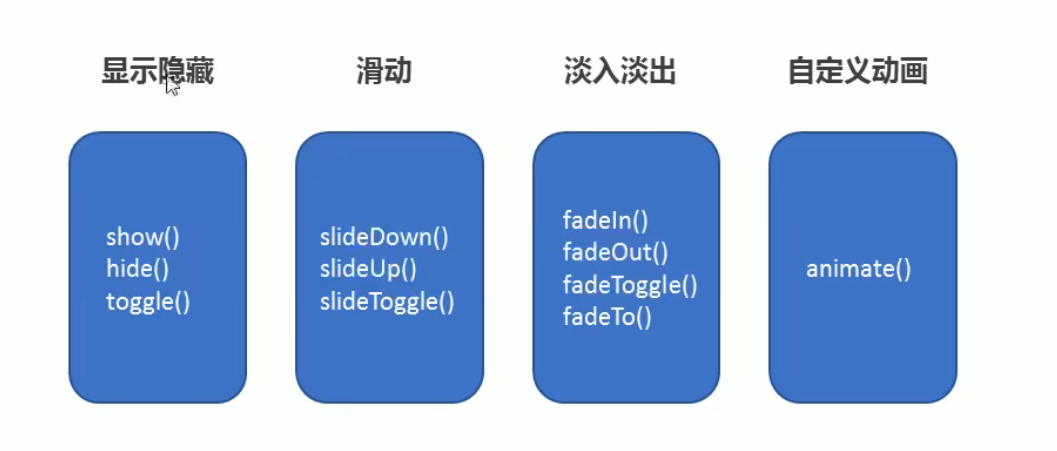 显示隐藏
滑动
淡入淡出
自定义动画
show()
hide()
toggle()
slideDown()
slideUp()
slideToggle()
fadeIn()
fadeOut()
fadeToggle()
fadeTo()
animate()